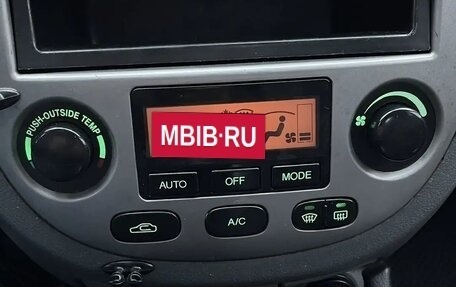 PUSH-OUTSIDE TEMP
MBIB·RU
AUTO
OFF
MODE
A/C